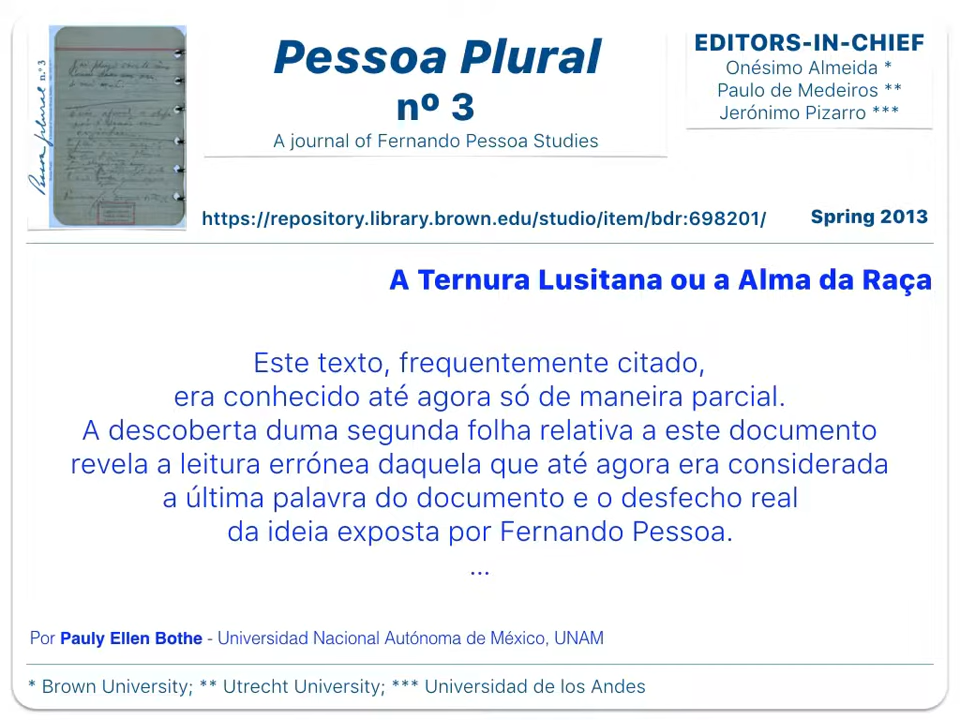 Pessoa plural n.º 3
Pessoa Plural
nº 3
A journal of Fernando Pessoa Studies
EDITORS-IN-CHIEF
Onésimo Almeida *
Paulo de Medeiros **
Jerónimo Pizarro ***
https://repository.library.brown.edu/studio/item/bdr:698201/
Spring 2013
A Ternura Lusitana ou a Alma da Raça
Este texto, frequentemente citado,
era conhecido até agora só de maneira parcial.
A descoberta duma segunda folha relativa a este documento
revela a leitura errónea daquela que até agora era considerada
a última palavra do documento e o desfecho real
da ideia exposta por Fernando Pessoa.
...
Por Pauly Ellen Bothe - Universidad Nacional Autónoma de México, UNAM
* Brown University; ** Utrecht University; *** Universidad de los Andes